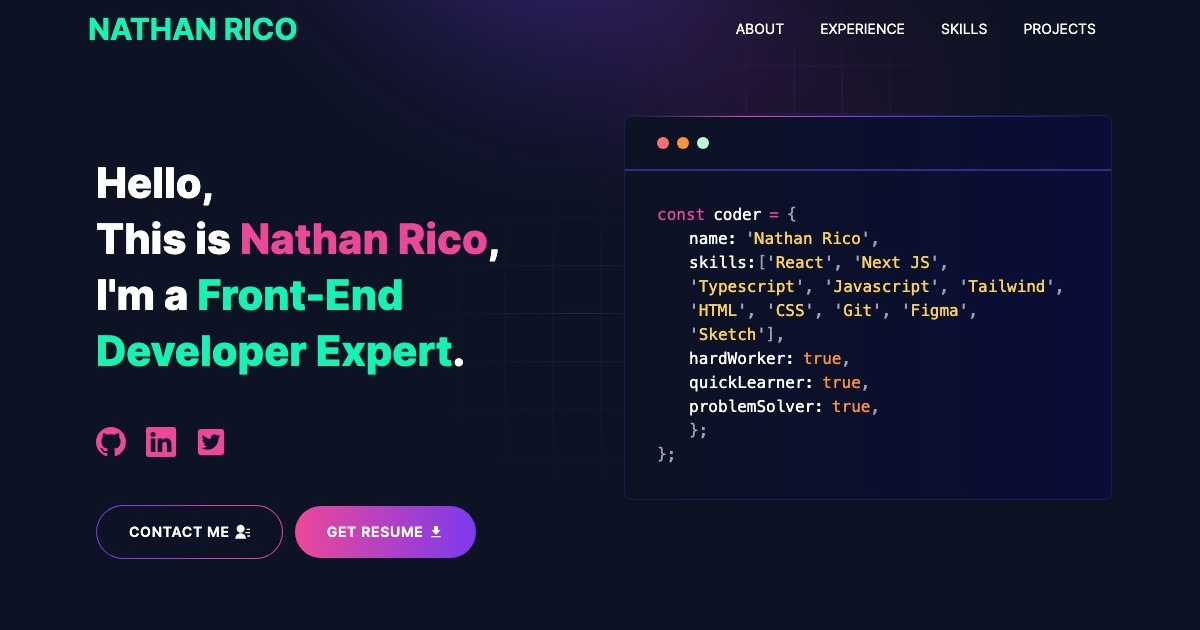 NATHAN RICO
ABOUT EXPERIENCE SKILLS PROJECTS
Hello,
This is Nathan Rico,
I'm a Front-End
Developer Expert.
in
CONTACT ME
GET RESUME
const coder = {
name: 'Nathan Rico',
skills:['React', 'Next JS',
'Typescript', 'Javascript', 'Tailwind',
'HTML', 'CSS', 'Git', 'Figma',
'Sketch'],
hardWorker: true,
quickLearner: true,
problemSolver: true,
};
};